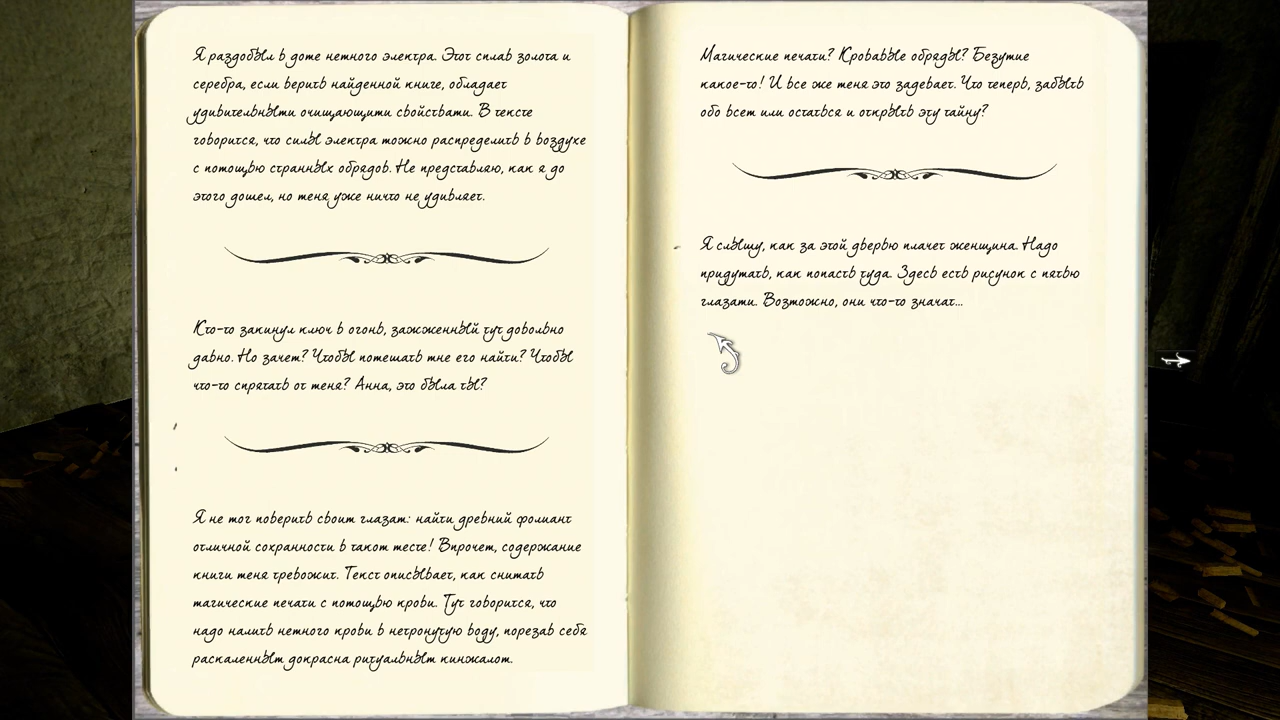 Я раздобыл в доме немного электра. Этот сплав золота и
серебра, если верить найденной книге, обладает
удивительными очищающими свойствами. В тексте
говорится, что силы электра можно распределить в воздухе
с помощью странных обрядов. Не представляю, как я до
этого дошел, но меня уже ничто не удивляет.
Кто-то закинул ключ в огонь, зажженный тут довольно
давно. Но зачем? Чтобы помешать мне его найти? Чтобы
что-то спрятать от меня? Анна, это была ты?
Я не мог поверить своим глазам: найти древний фолиант
отличной сохранности в таком месте! Впрочем, содержание
книги меня тревожит. Текст описывает, как снимать
магические печати с помощью крови. Тут говорится, что
надо налить немного крови в нетронутую воду, порезав себя
раскаленным докрасна ритуальным кинжалом.
Магические печати? Кровавые обряды? Безумие
какое-то! И все же меня это задевает. Что теперь, забыть
обо всем или остаться и открыть эту тайну?
Я слышу, как за этой дверью плачет женщина. Надо
придумать, как попасть туда. Здесь есть рисунок с пятью
глазами. Возможно, они что-то значат...